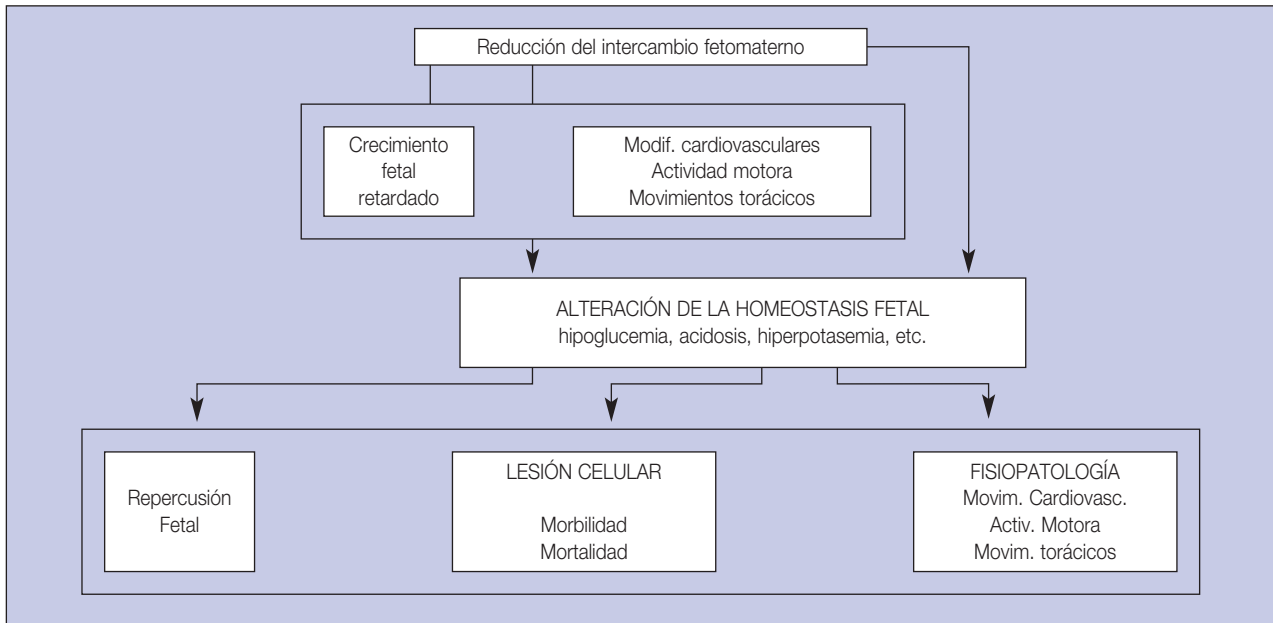 Reducción del intercambio fetomaterno
Crecimiento
fetal
retardado
Modif. cardiovasculares
Actividad motora
Movimientos torácicos
ALTERACIÓN DE LA HOMEOSTASIS FETAL
hipoglucemia, acidosis, hiperpotasemia, etc.
Repercusión
Fetal
LESIÓN CELULAR
Morbilidad
Mortalidad
FISIOPATOLOGÍA
Movim. Cardiovasc.
Activ. Motora
Movim. torácicos